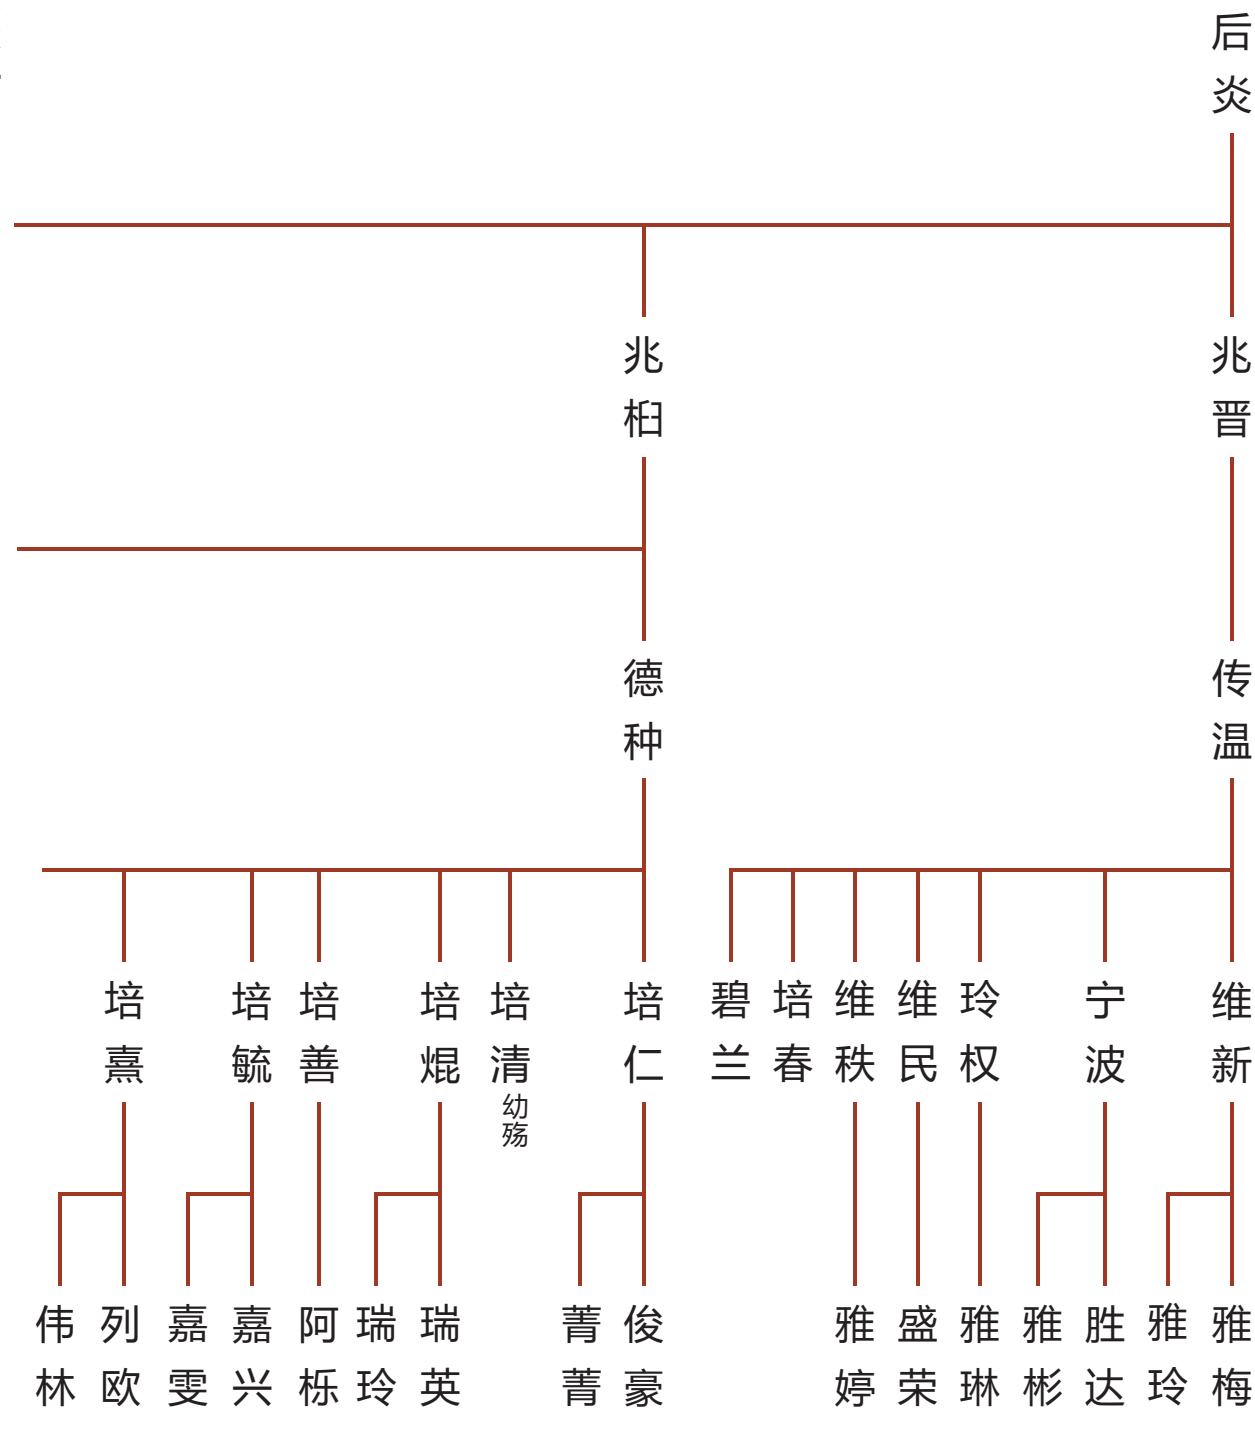 后炎
兆晋
兆桕
传温
德种
维新
宁波
玲权
维民
维秩
培春
碧兰
培仁
培清
幼殇
培焜
培善
培毓
培熹
雅梅
雅玲
胜达
雅彬
雅琳
盛荣
雅婷
俊豪
菁菁
瑞英
瑞玲
阿栎
嘉兴
嘉雯
列欧
伟林